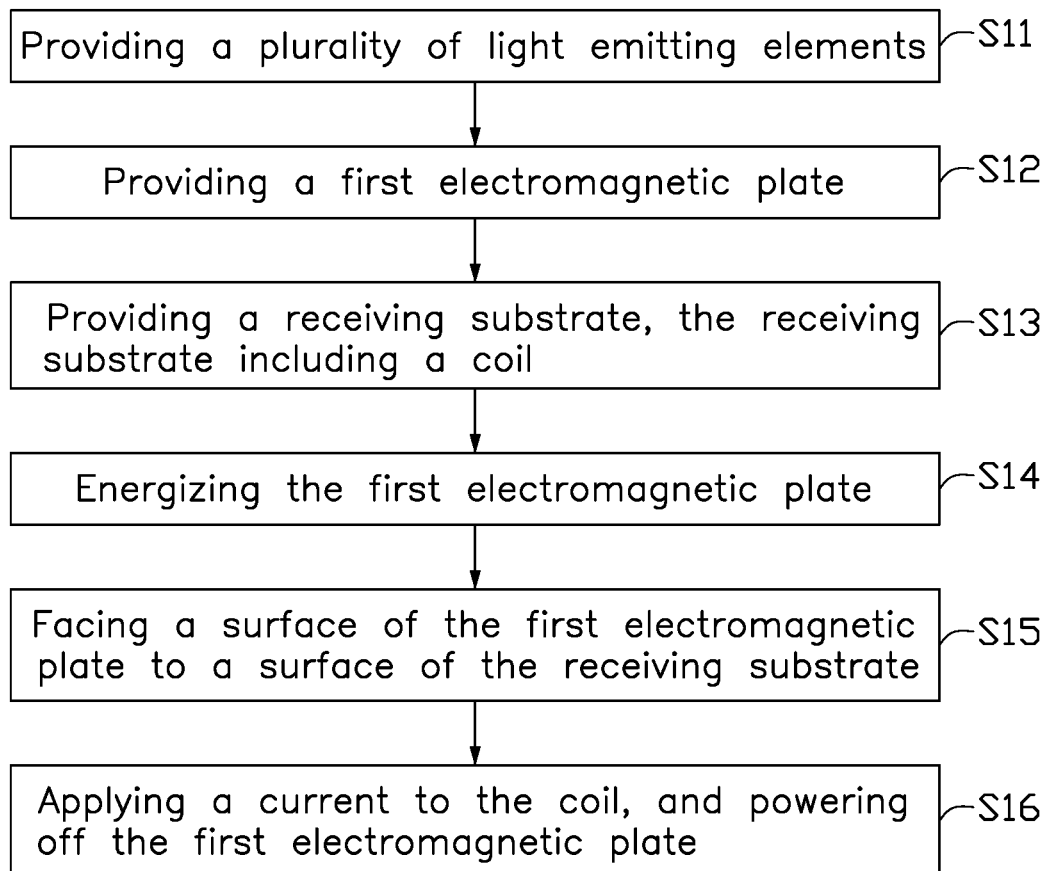 Providing a plurality of light emitting elements
S11
Providing a first electromagnetic plate
S12
Providing a receiving substrate, the receiving
substrate including a coil
S13
Energizing the first electromagnetic plate
S14
Facing a surface of the first electromagnetic
plate to a surface of the receiving substrate
S15
Applying a current to the coil, and powering
off the first electromagnetic plate
S16